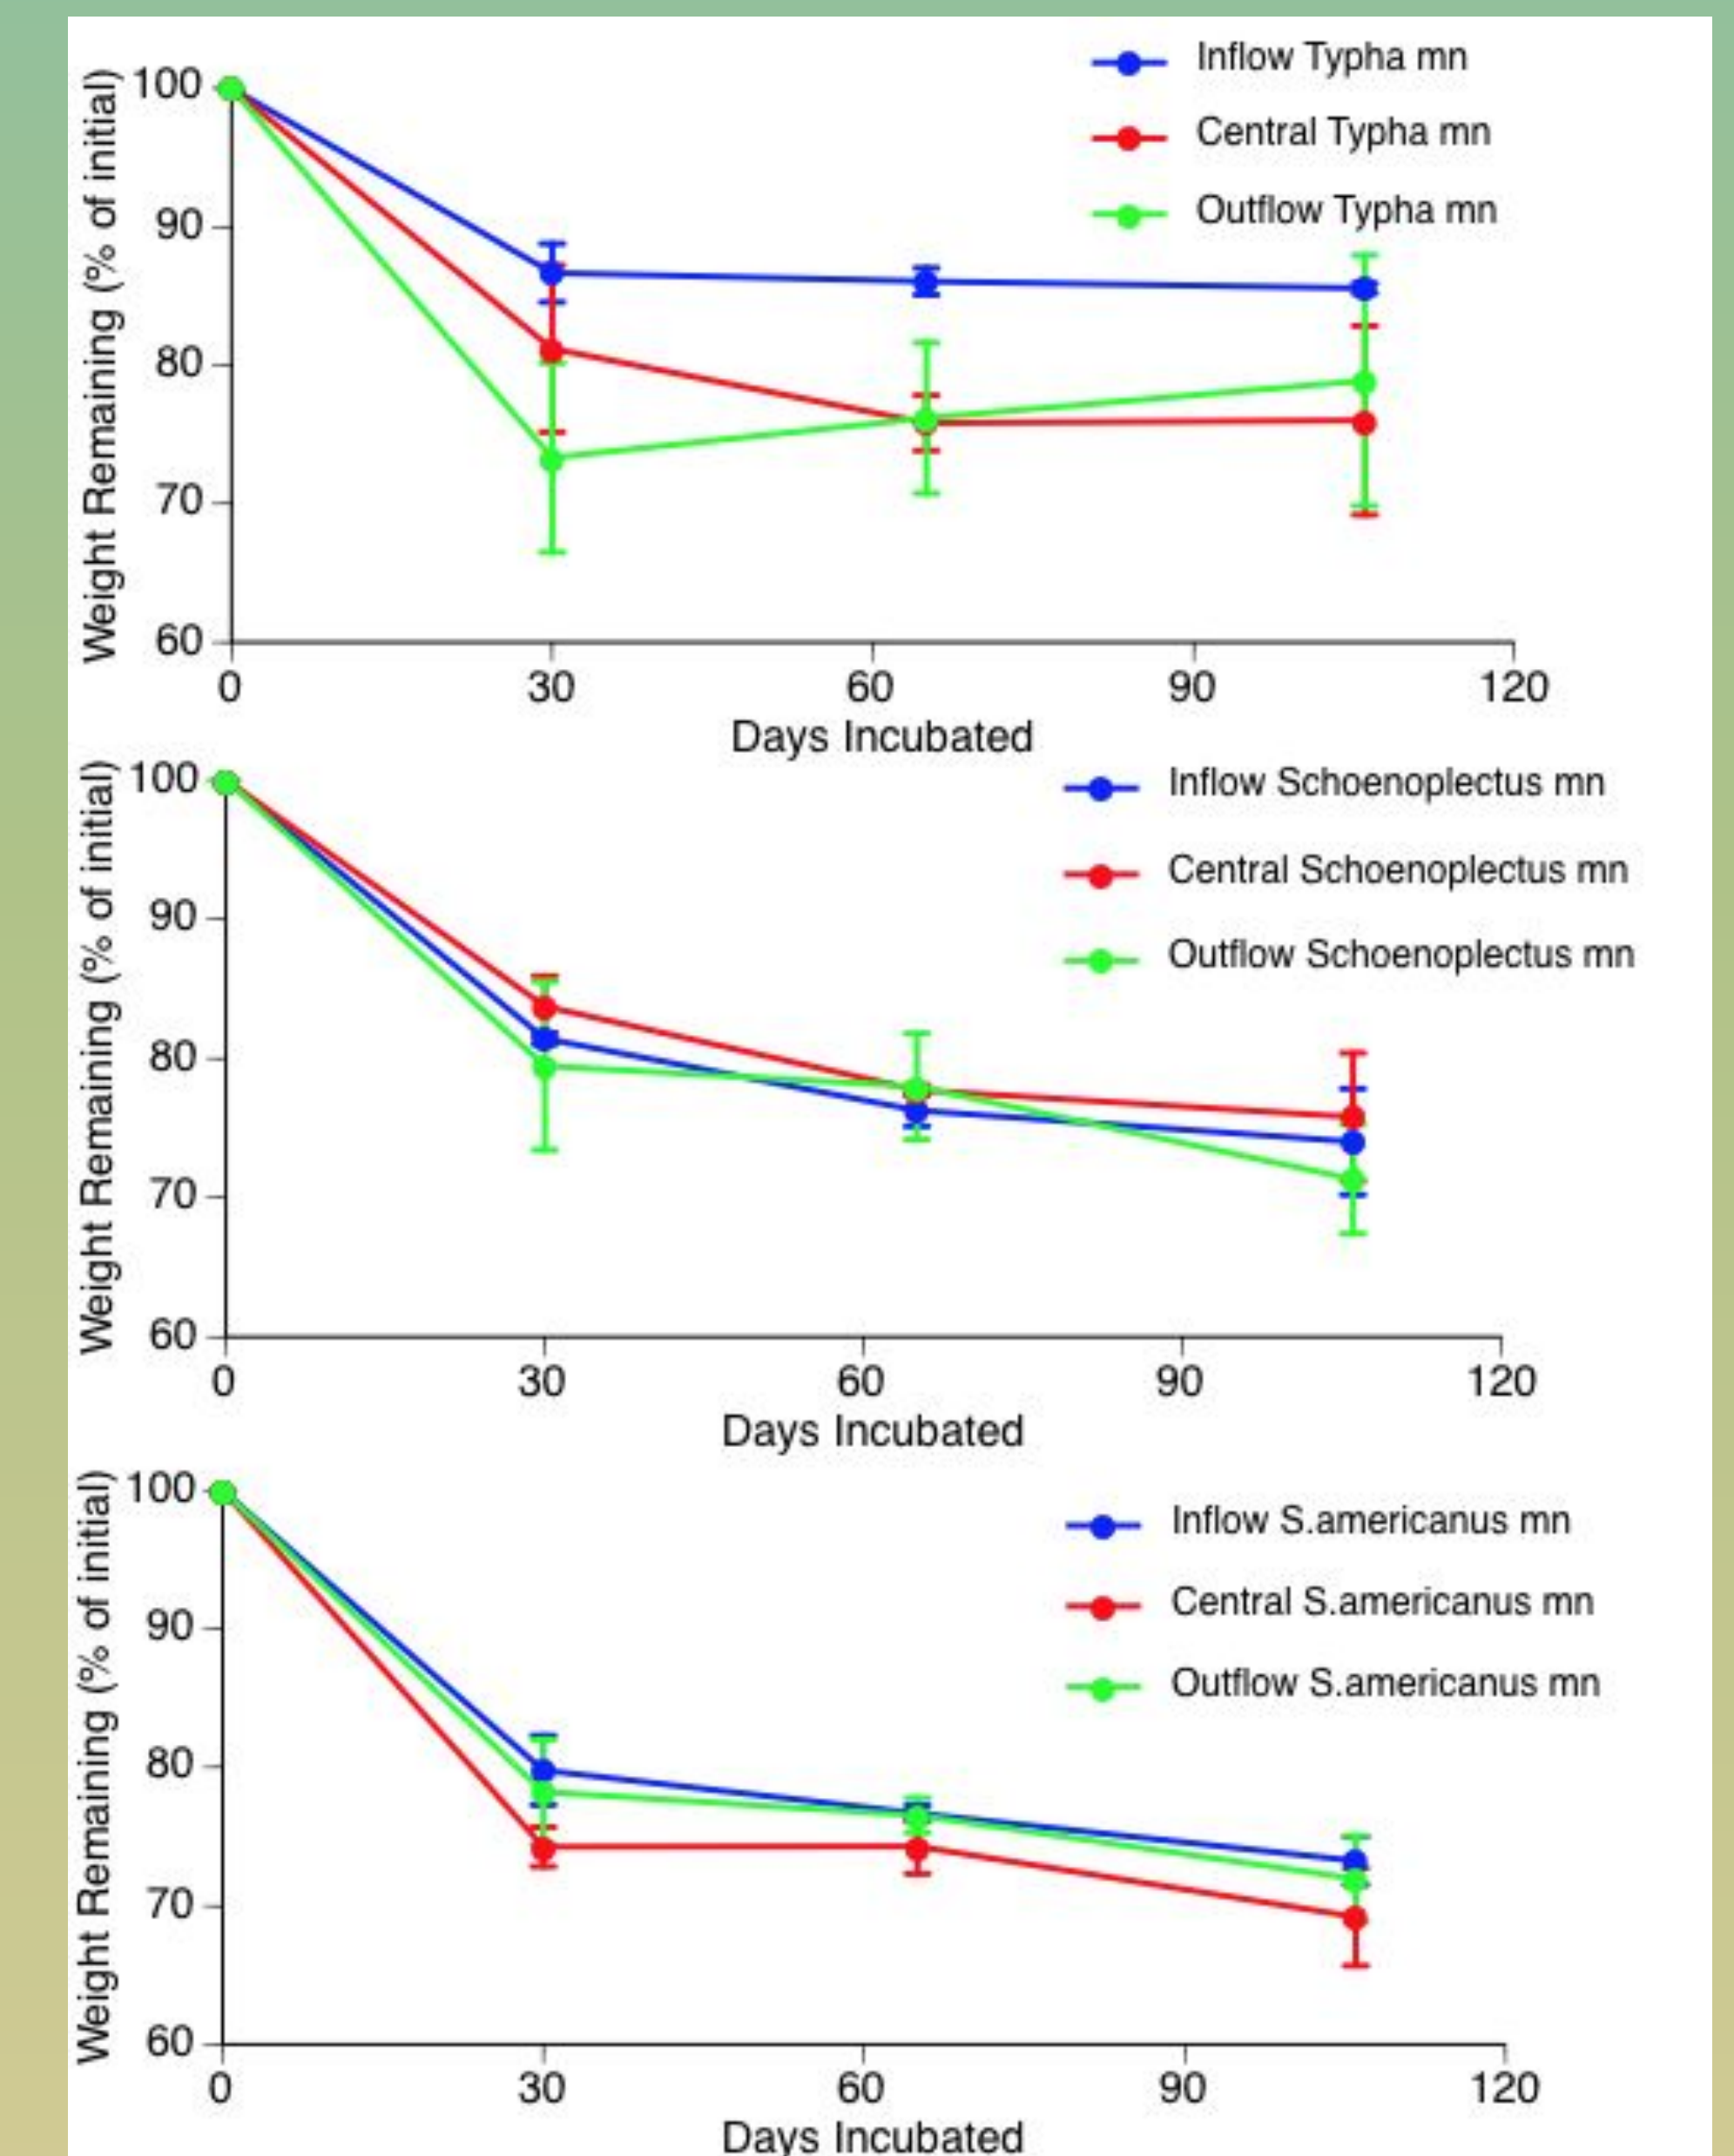 Weight Remaining (% of initial)
100
90
80
70
60
0 30 60 90 120
Days Incubated
Inflow Typha mn
Central Typha mn
Outflow Typha mn
Weight Remaining (% of initial)
100
90
80
70
60
0 30 60 90 120
Days Incubated
Inflow Schoenoplectus mn
Central Schoenoplectus mn
Outflow Schoenoplectus mn
Weight Remaining (% of initial)
100
90
80
70
60
0 30 60 90 120
Days Incubated
Inflow S.americanus mn
Central S.americanus mn
Outflow S.americanus mn